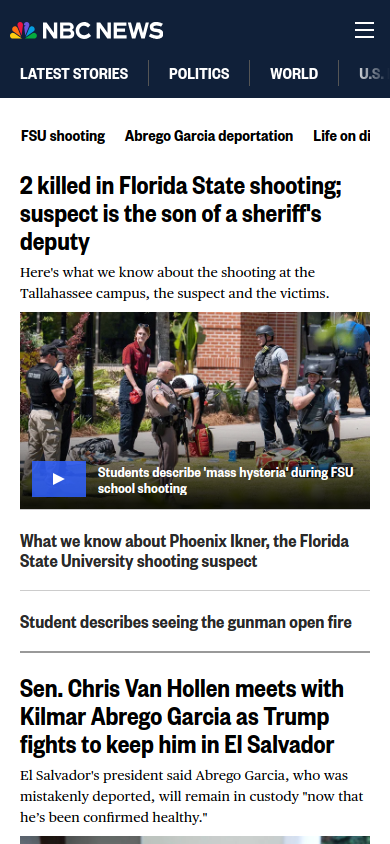 NBC NEWS
LATEST STORIES
POLITICS
WORLD
U.S.
FSU shooting
Abrego Garcia deportation
Life on di
2 killed in Florida State shooting;
suspect is the son of a sheriff's
deputy
Here's what we know about the shooting at the
Tallahassee campus, the suspect and the victims.
Students describe 'mass hysteria' during FSU
school shooting
What we know about Phoenix Ikner, the Florida
State University shooting suspect
Student describes seeing the gunman open fire
Sen. Chris Van Hollen meets with
Kilmar Abrego Garcia as Trump
fights to keep him in El Salvador
El Salvador's president said Abrego Garcia, who was
mistakenly deported, will remain in custody "now that
he's been confirmed healthy."